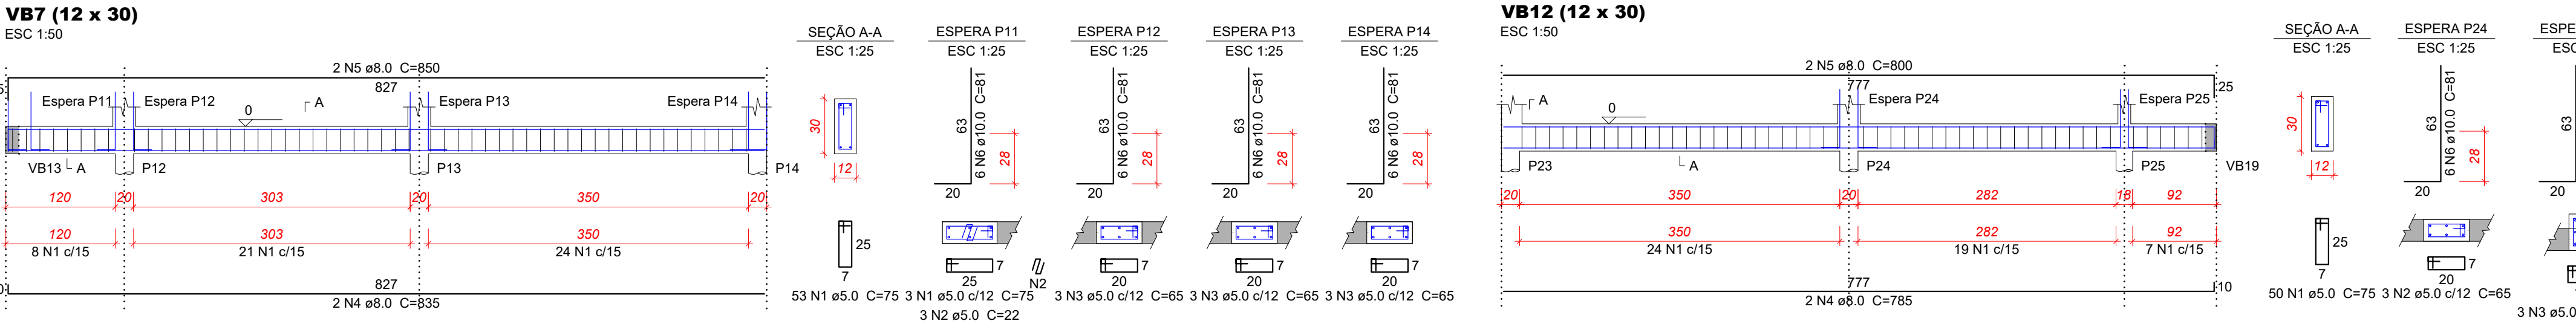 VB7 (12 x 30)
ESC 1:50
2 N5 ø8.0 C=850
827
Espera P11
Espera P12
0
A
Espera P13
Espera P14
VB13
A
P12
P13
P14
120 20 303 20 350 20
120 303 350
8 N1 c/15 21 N1 c/15 24 N1 c/15
827
2 N4 ø8.0 C=835
SEÇÃO A-A
ESC 1:25
30
12
25
7
53 N1 ø5.0 C=75
ESPERA P11
ESC 1:25
63
6 N6 ø10.0 C=81
28
20
7
25
N2
3 N1 ø5.0 c/12 C=75
3 N2 ø5.0 C=22
ESPERA P12
ESC 1:25
63
6 N6 ø10.0 C=81
28
20
7
20
3 N3 ø5.0 c/12 C=65
ESPERA P13
ESC 1:25
63
6 N6 ø10.0 C=81
28
20
7
20
3 N3 ø5.0 c/12 C=65
ESPERA P14
ESC 1:25
63
6 N6 ø10.0 C=81
28
20
7
20
3 N3 ø5.0 c/12 C=65
VB12 (12 x 30)
ESC 1:50
2 N5 ø8.0 C=800
777
25
A
0
Espera P24
Espera P25
P23
A
P24
P25
VB19
20 350 20 282 18 92
350 282 92
24 N1 c/15 19 N1 c/15 7 N1 c/15
777
10
2 N4 ø8.0 C=785
SEÇÃO A-A
ESC 1:25
30
12
25
7
50 N1 ø5.0 C=75
ESPERA P24
ESC 1:25
63
6 N6 ø10.0 C=81
28
20
7
20
3 N2 ø5.0 c/12 C=65
63
20
3 N3 ø5.0